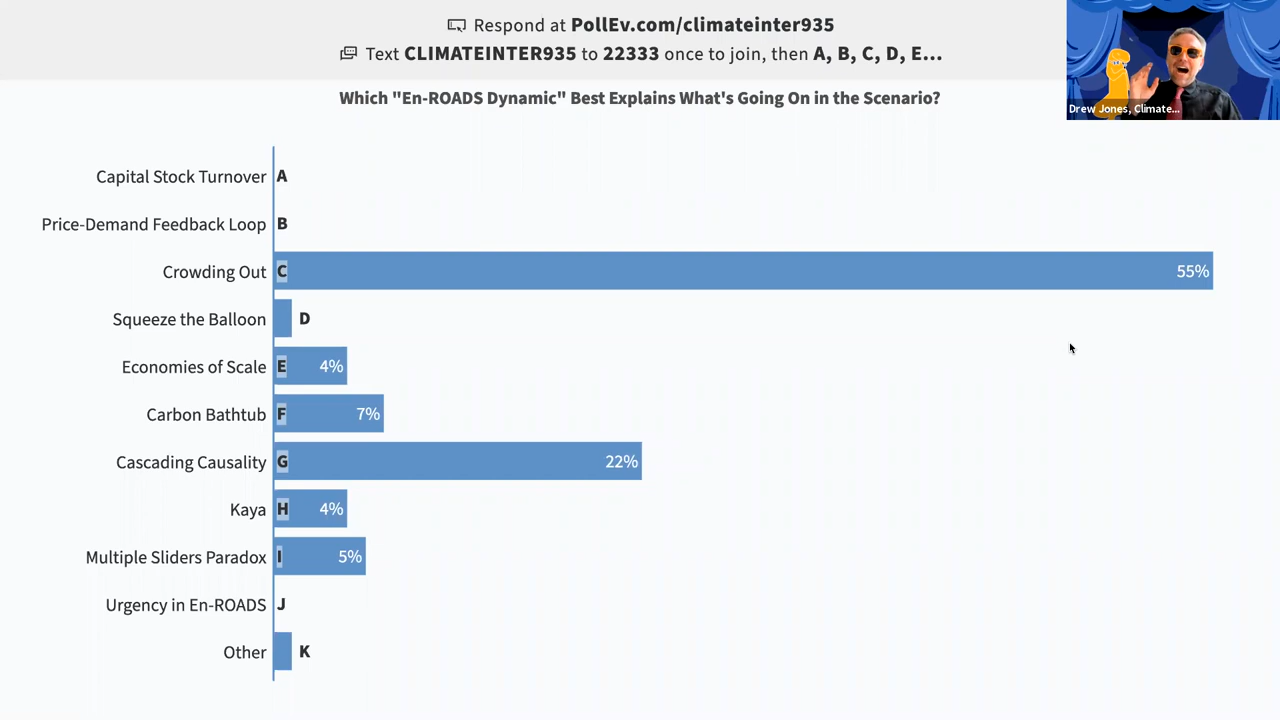 Respond at PollEv.com/climateinter935
Text CLIMATEINTER935 to 22333 once to join, then A, B, C, D, E...
Drew Jones, Climate...
Which "En-ROADS Dynamic" Best Explains What's Going On in the Scenario?
Capital Stock Turnover A
Price-Demand Feedback Loop B
Crowding Out C 55%
Squeeze the Balloon D
Economies of Scale E 4%
Carbon Bathtub F 7%
Cascading Causality G 22%
Kaya H 4%
Multiple Sliders Paradox I 5%
Urgency in En-ROADS J
Other K